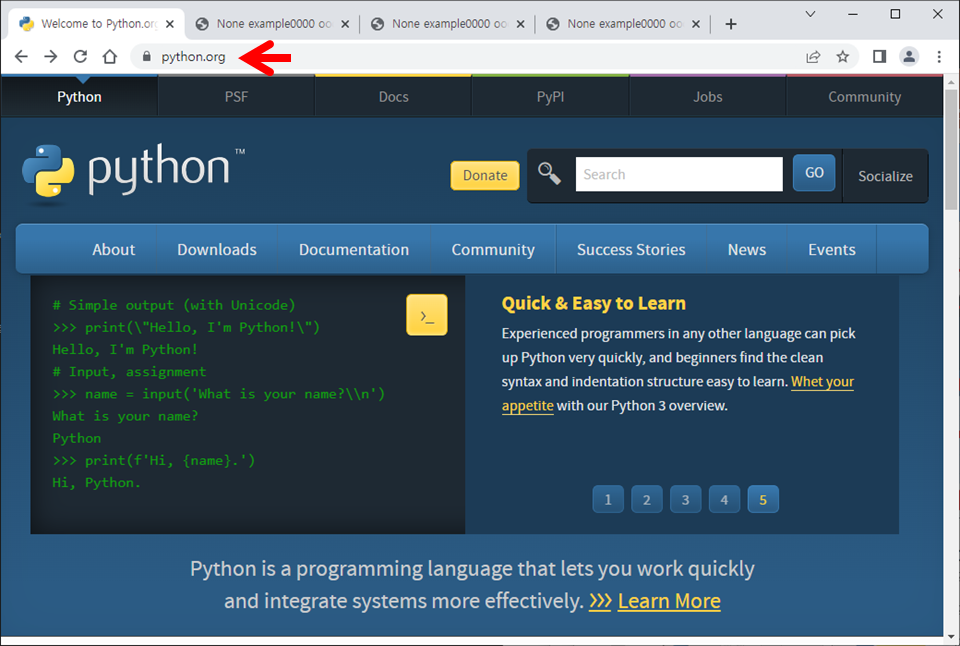 Welcome to Python.org
None example0000 oo
None example0000 oo
None example0000 oo
python.org
Python PSF Docs PyPI Jobs Community
python™
Donate Search GO Socialize
About Downloads Documentation Community Success Stories News Events
# Simple output (with Unicode)
>>> print(\"Hello, I'm Python!\")
Hello, I'm Python!
# Input, assignment
>>> name = input('What is your name?\\n')
What is your name?
Python
>>> print(f'Hi, {name}.')
Hi, Python.
>_
Quick & Easy to Learn
Experienced programmers in any other language can pick
up Python very quickly, and beginners find the clean
syntax and indentation structure easy to learn. Whet your
appetite with our Python 3 overview.
1 2 3 4 5
Python is a programming language that lets you work quickly
and integrate systems more effectively. >>> Learn More